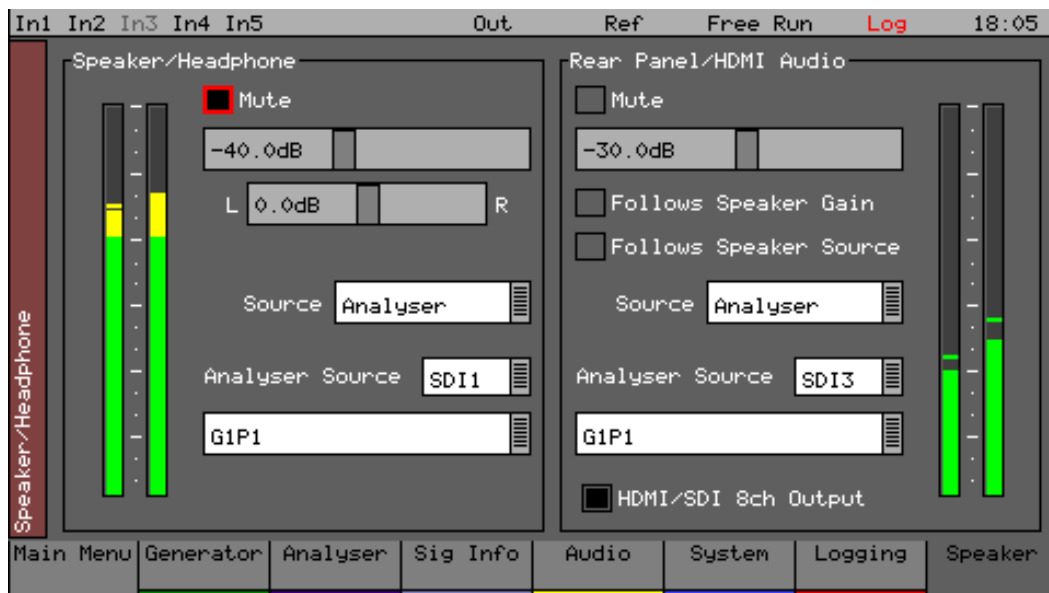 In1 In2 In3 In4 In5 Out Ref Free Run Log 18:05
Speaker/Headphone
Speaker/Headphone
Mute
-40.0dB
L 0.0dB R
Source Analyser
Analyser Source SDI1
G1P1
Rear Panel/HDMI Audio
Mute
-30.0dB
Follows Speaker Gain
Follows Speaker Source
Source Analyser
Analyser Source SDI3
G1P1
HDMI/SDI 8ch Output
Main Menu Generator Analyser Sig Info Audio System Logging Speaker